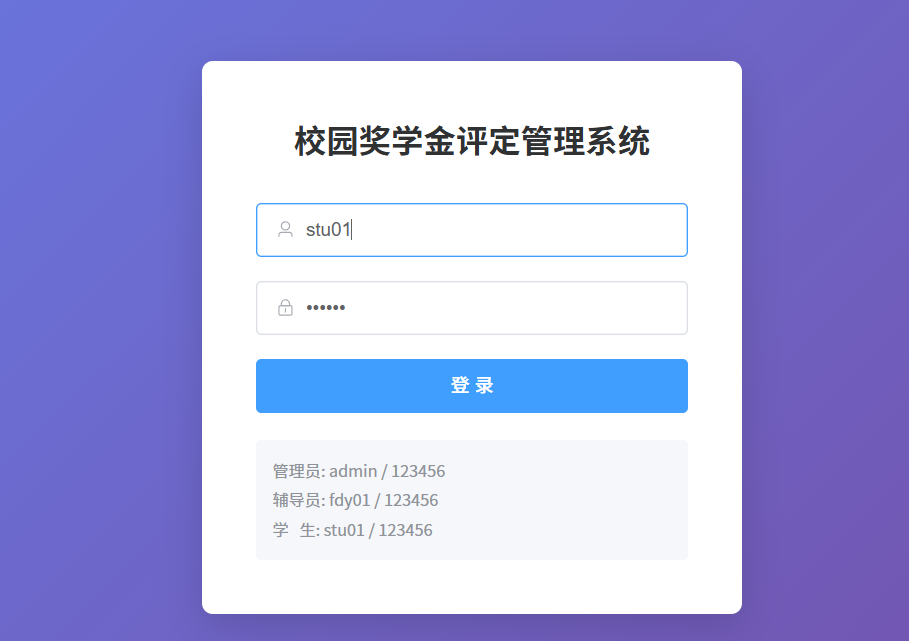 校园奖学金评定管理系统
stu01
••••••
登 录
管理员: admin / 123456
辅导员: fdy01 / 123456
学 生: stu01 / 123456